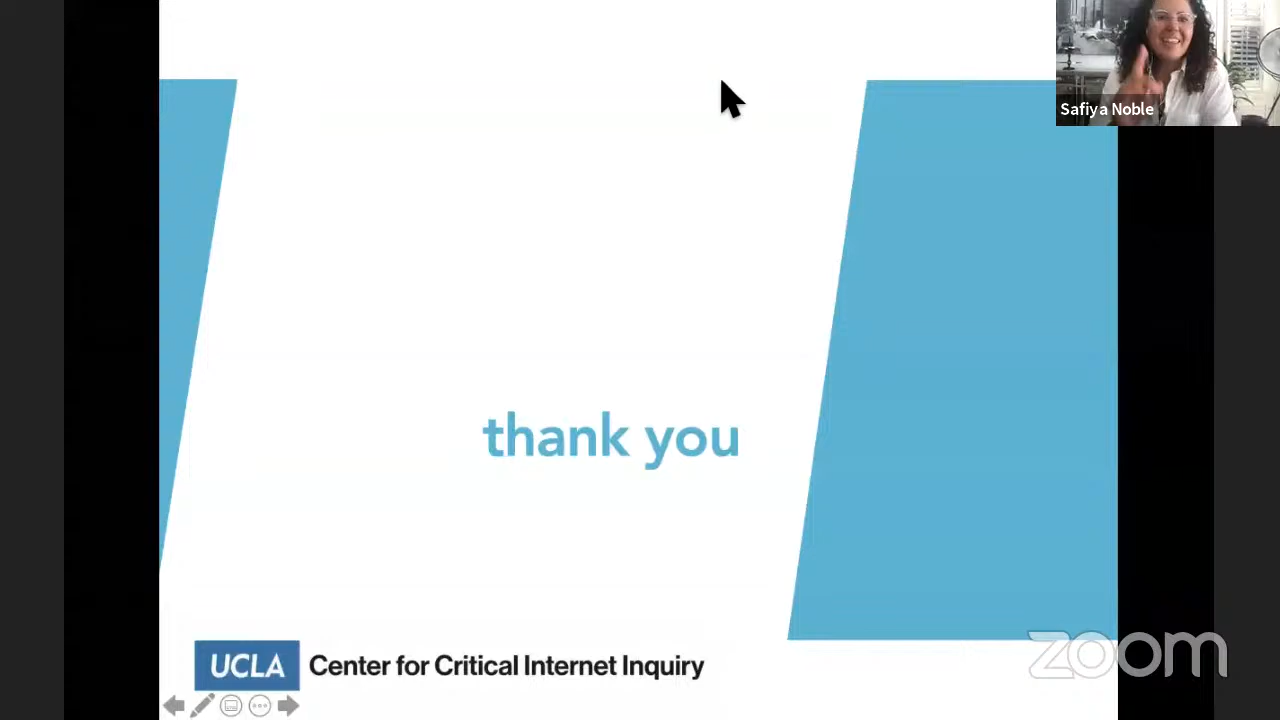 Safiya Noble
thank you
UCLA Center for Critical Internet Inquiry
zoom